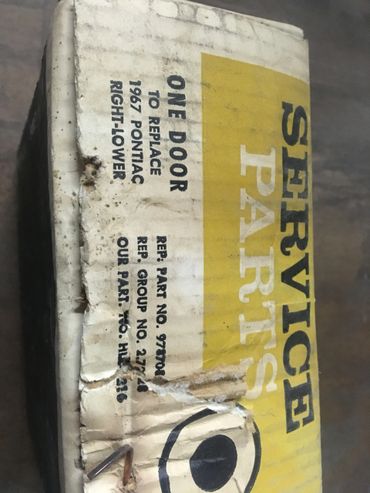 SERVICE
PARTS
ONE DOOR
TO REPLACE
1967 PONTIAC
RIGHT-LOWER
REP: PART NO. 978708
REP. GROUP NO.
OUR PART. NO.